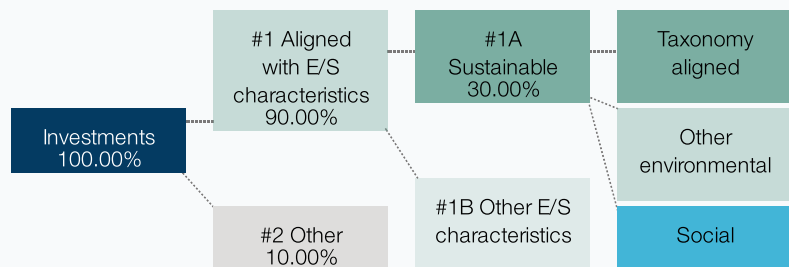 Investments
100.00%
#1 Aligned
with E/S
characteristics
90.00%
#2 Other
10.00%
#1A
Sustainable
30.00%
#1B Other E/S
characteristics
Taxonomy
aligned
Other
environmental
Social